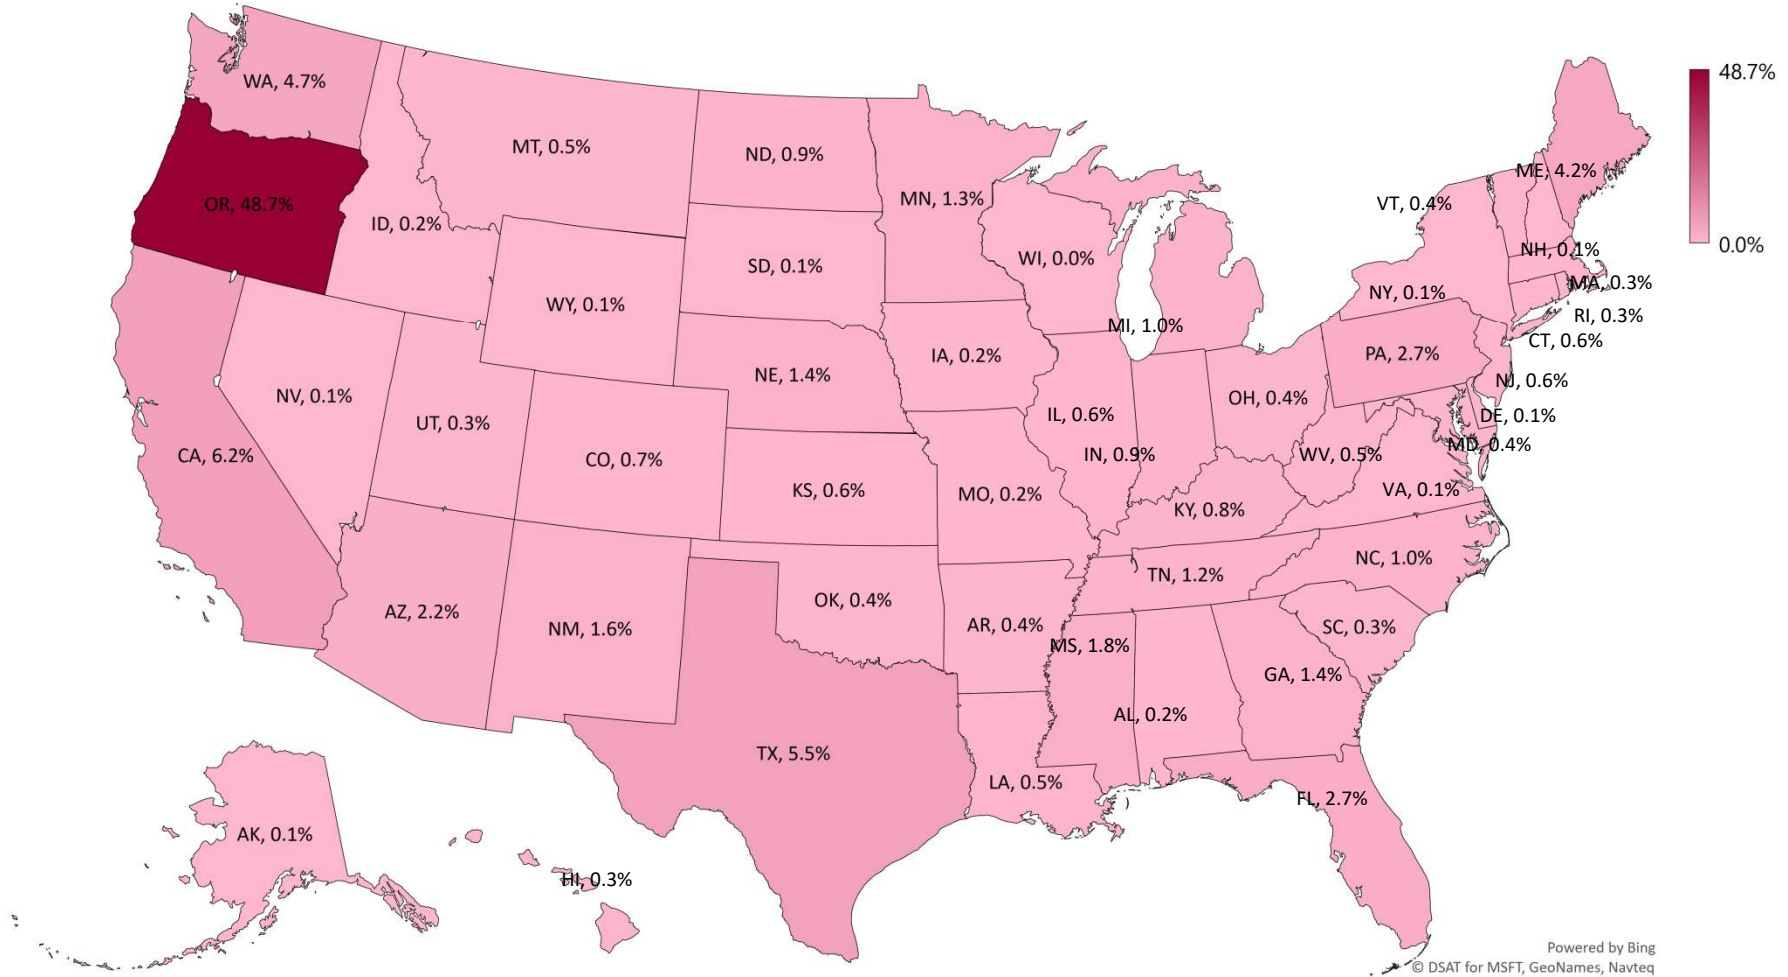 48.7%
WA, 4.7%
MT, 0.5%
ND, 0.9%
ME, 4.2%
MN, 1.3%
OR, 48.7%
VT, 0.4%
ID, 0.2%
0.0%
NH, 0.1%
WI, 0.0%
SD, 0.1%
MA, 0.3%
NY, 0.1%
WY, 0.1%
RI, 0.3%
MI, 1.0%
CT, 0.6%
PA, 2.7%
IA, 0.2%
NE, 1.4%
NJ, 0.6%
NV, 0.1%
OH, 0.4%
IL, 0.6%
DE, 0.1%
UT, 0.3%
MD, 0.4%
CA, 6.2%
IN, 0.9%
WV, 0.5%
CO, 0.7%
KS, 0.6%
VA, 0.1%
MO, 0.2%
KY, 0.8%
NC, 1.0%
TN, 1.2%
OK, 0.4%
AZ, 2.2%
AR, 0.4%
SC, 0.3%
NM, 1.6%
MS, 1.8%
GA, 1.4%
AL, 0.2%
TX, 5.5%
LA, 0.5%
FL, 2.7%
AK, 0.1%
HI, 0.3%
Powered by Bing
© DSAT for MSFT, GeoNames, Navteq